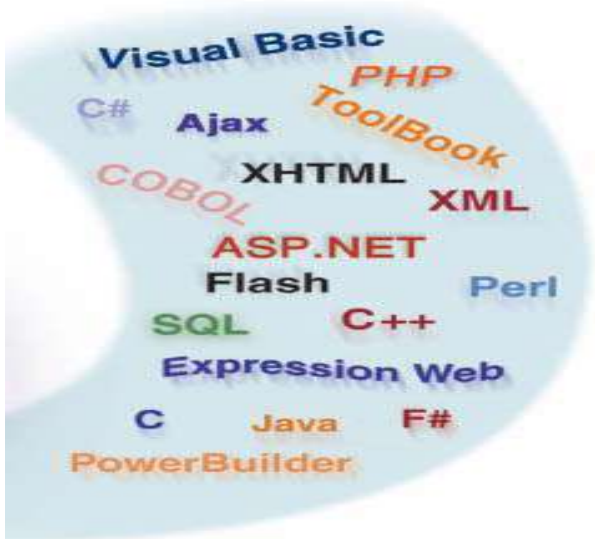 Visual Basic
PHP
C#
Ajax
ToolBook
XHTML
COBOL
XML
ASP.NET
Flash
Perl
SQL
C++
Expression Web
C
Java
F#
PowerBuilder